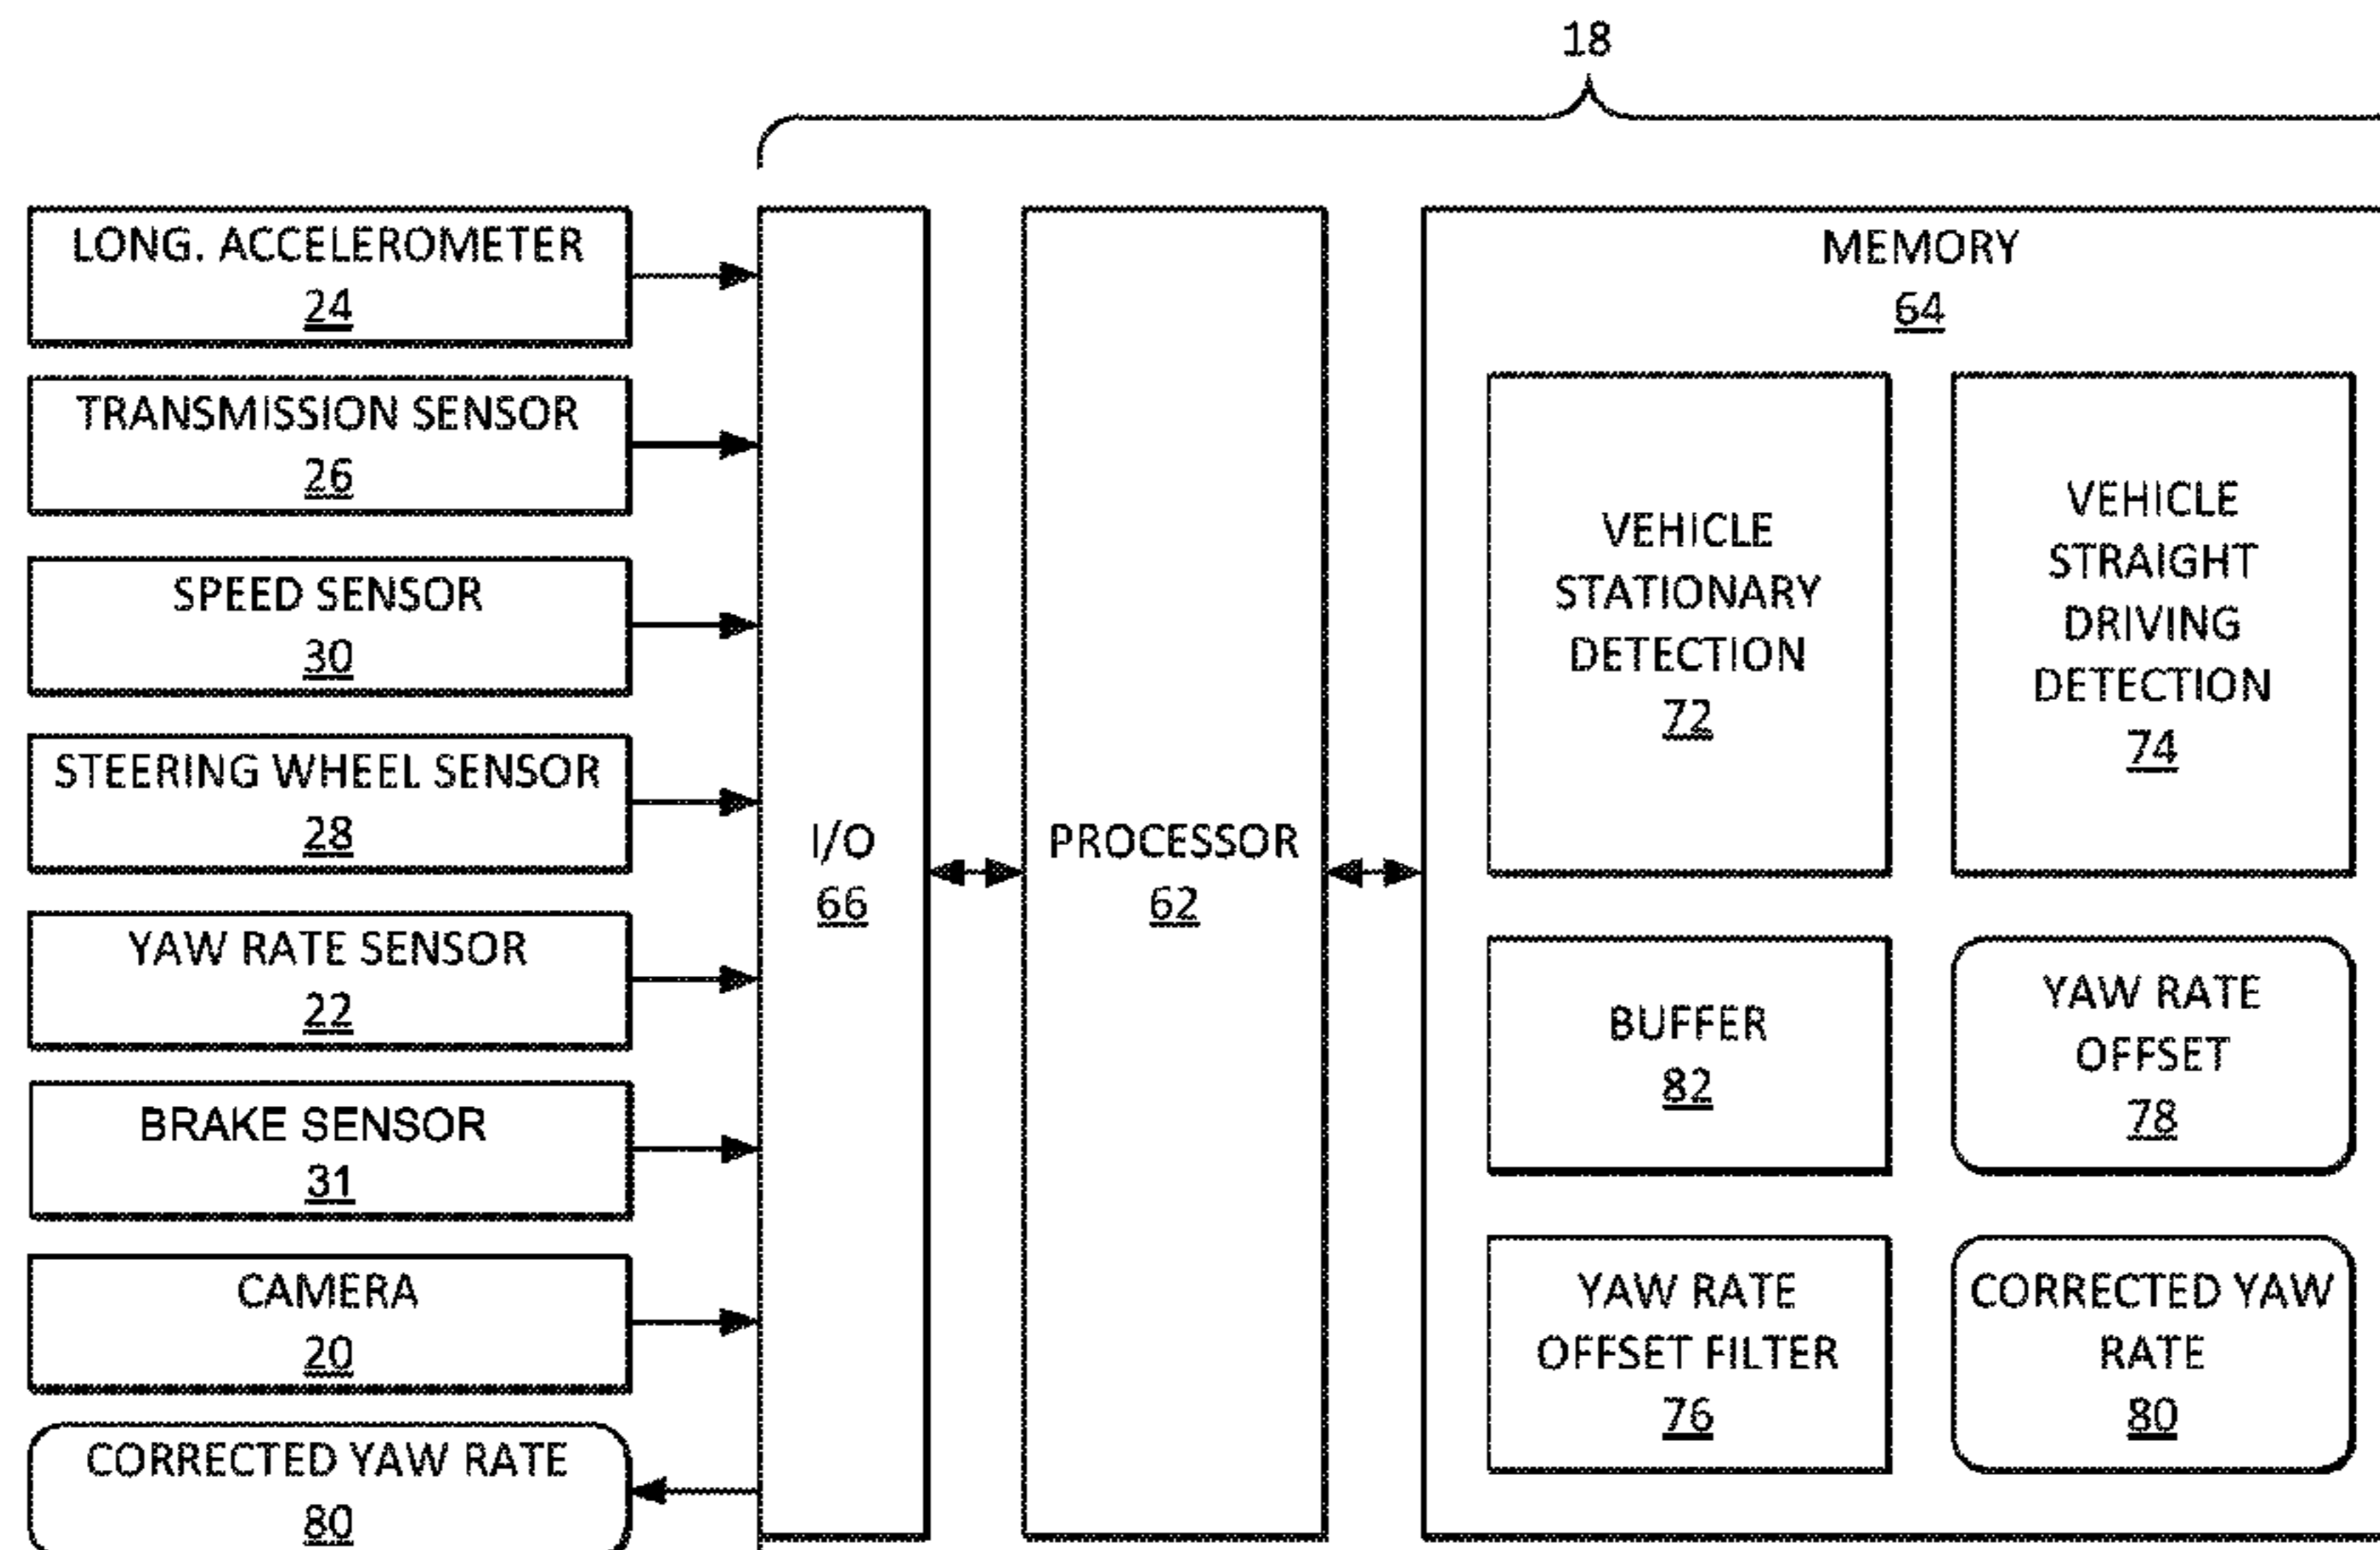 18
LONG. ACCELEROMETER
24
TRANSMISSION SENSOR
26
SPEED SENSOR
30
STEERING WHEEL SENSOR
28
YAW RATE SENSOR
22
BRAKE SENSOR
31
CAMERA
20
CORRECTED YAW RATE
80
I/O
66
PROCESSOR
62
MEMORY
64
VEHICLE
STATIONARY
DETECTION
72
VEHICLE
STRAIGHT
DRIVING
DETECTION
74
BUFFER
82
YAW RATE
OFFSET
78
YAW RATE
OFFSET FILTER
76
CORRECTED YAW
RATE
80